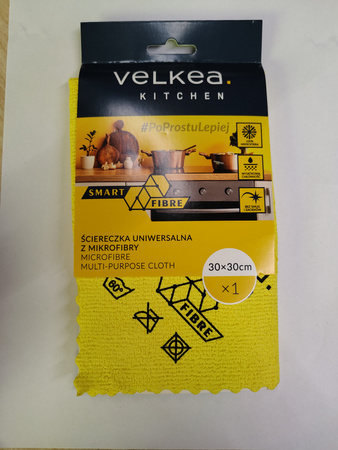 VELKEA.
KITCHEN
#PoProstuLepiej
SMART
FIBRE
ŚCIERECZKA UNIWERSALNA
Z MIKROFIBRY
MICROFIBRE
MULTI-PURPOSE CLOTH
30×30cm
×1
60°
FIBRE